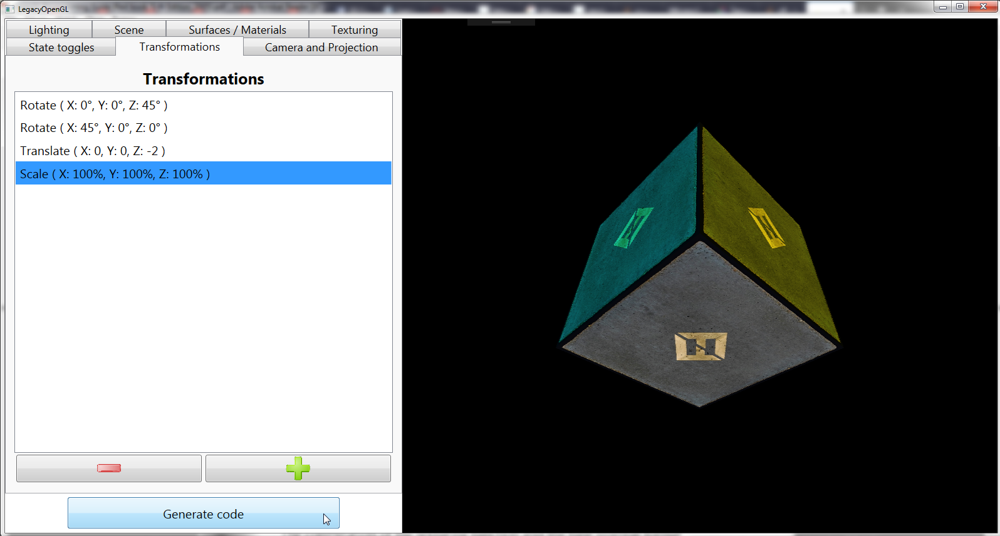 LegacyOpenGL
Lighting
Scene
Surfaces / Materials
Texturing
State toggles
Transformations
Camera and Projection
Transformations
Rotate ( X: 0°, Y: 0°, Z: 45° )
Rotate ( X: 45°, Y: 0°, Z: 0° )
Translate ( X: 0, Y: 0, Z: -2 )
Scale ( X: 100%, Y: 100%, Z: 100% )
Generate code